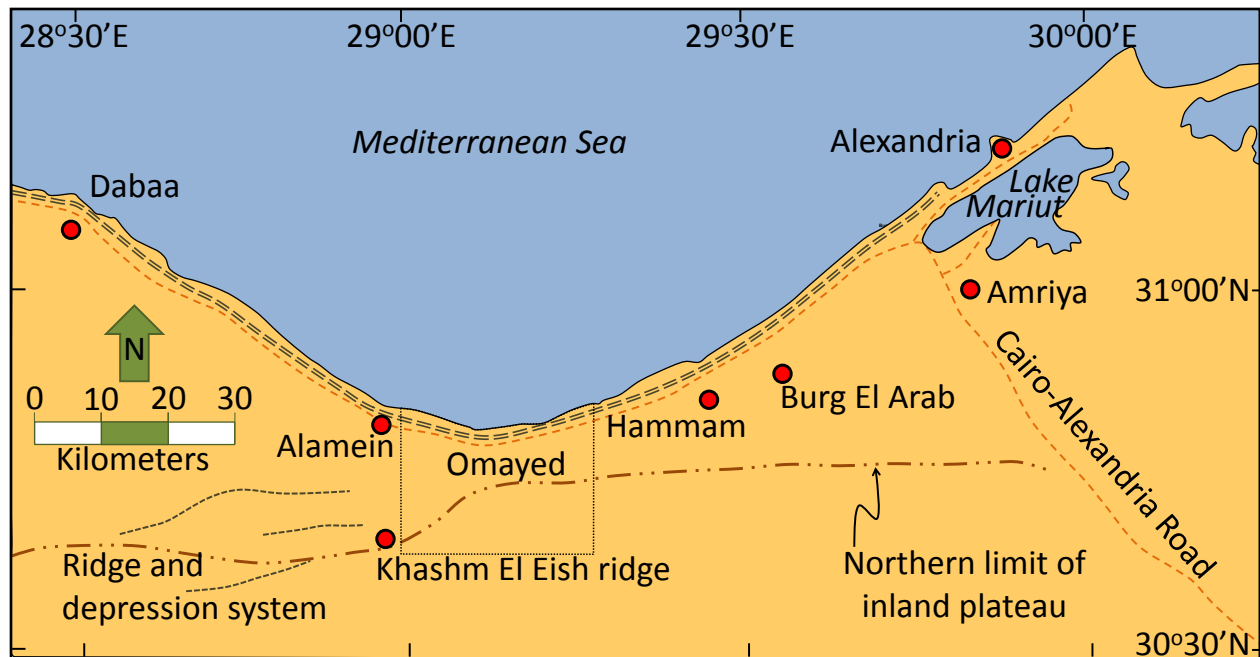 28°30’E
29°00’E
29°30’E
30°00’E
Mediterranean Sea
Alexandria
Lake
Mariut
Dabaa
Amriya
31°00’N
N
0 10 20 30
Kilometers
Cairo-Alexandria Road
Burg El Arab
Hammam
Alamein
Omayed
Khashm El Eish ridge
Ridge and
depression system
Northern limit of
inland plateau
30°30’N